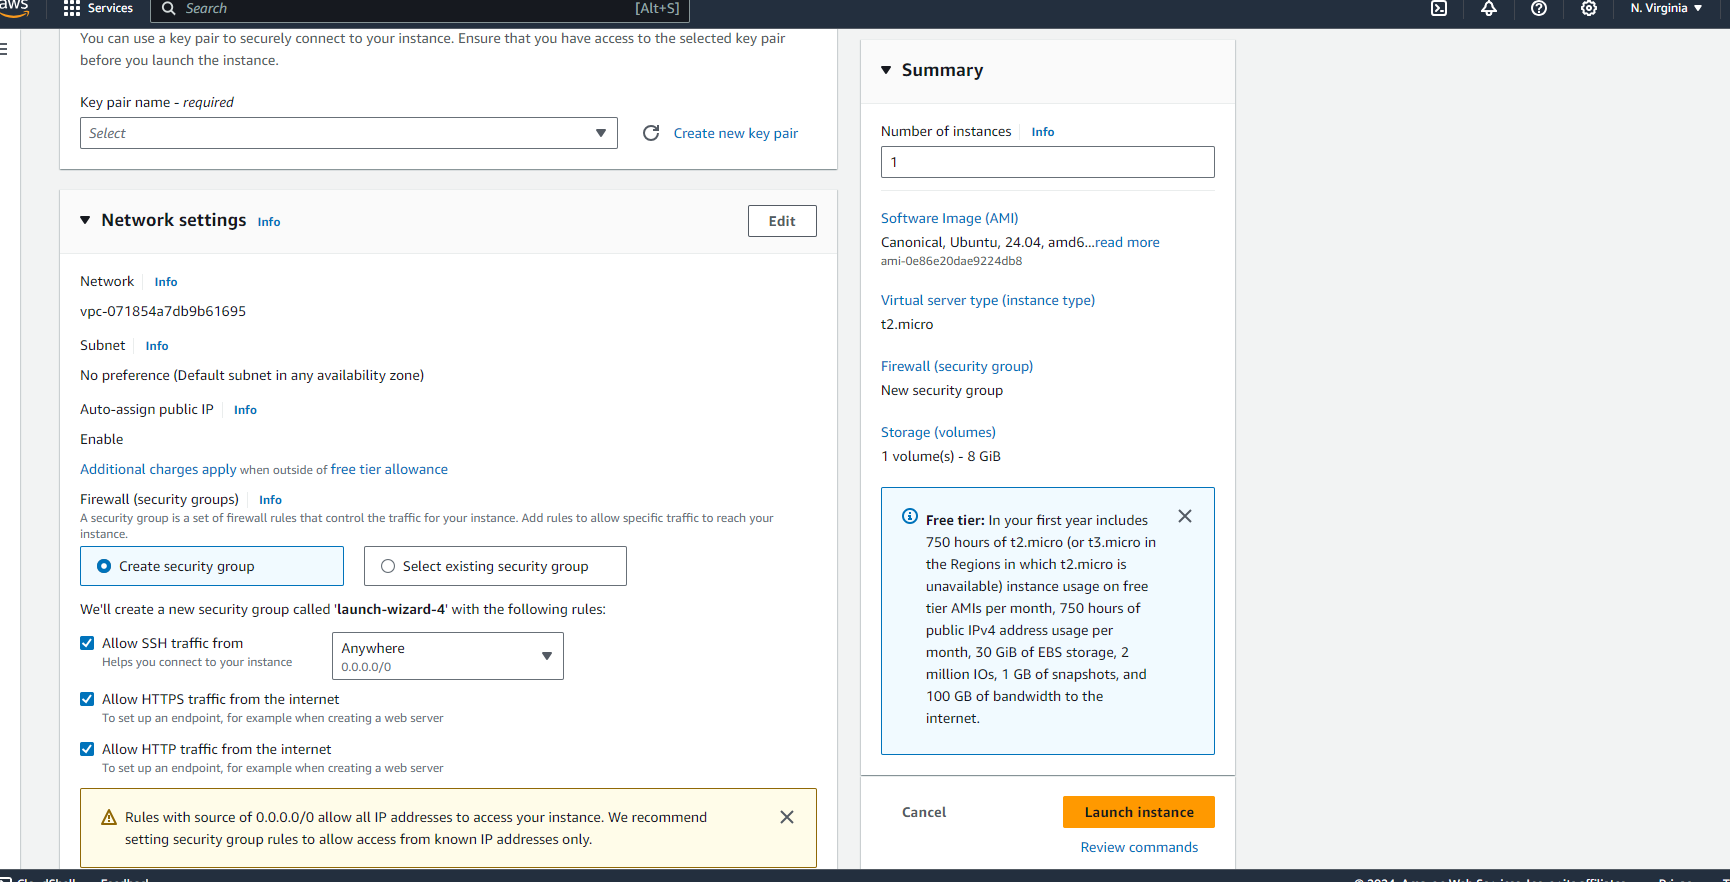 aws
Services
Search
[Alt+S]
N. Virginia
You can use a key pair to securely connect to your instance. Ensure that you have access to the selected key pair
before you launch the instance.
Key pair name - required
Select
Create new key pair
Network settings
Info
Edit
Network
Info
vpc-071854a7db9b61695
Subnet
Info
No preference (Default subnet in any availability zone)
Auto-assign public IP
Info
Enable
Additional charges apply when outside of free tier allowance
Firewall (security groups)
Info
A security group is a set of firewall rules that control the traffic for your instance. Add rules to allow specific traffic to reach your
instance.
Create security group
Select existing security group
We'll create a new security group called 'launch-wizard-4' with the following rules:
Allow SSH traffic from
Helps you connect to your instance
Anywhere
0.0.0.0/0
Allow HTTPS traffic from the internet
To set up an endpoint, for example when creating a web server
Allow HTTP traffic from the internet
To set up an endpoint, for example when creating a web server
Rules with source of 0.0.0.0/0 allow all IP addresses to access your instance. We recommend
setting security group rules to allow access from known IP addresses only.
Summary
Number of instances
Info
1
Software Image (AMI)
Canonical, Ubuntu, 24.04, amd6...read more
ami-0e86e20dae9224db8
Virtual server type (instance type)
t2.micro
Firewall (security group)
New security group
Storage (volumes)
1 volume(s) - 8 GiB
Free tier: In your first year includes
750 hours of t2.micro (or t3.micro in
the Regions in which t2.micro is
unavailable) instance usage on free
tier AMIs per month, 750 hours of
public IPv4 address usage per
month, 30 GiB of EBS storage, 2
million IOs, 1 GB of snapshots, and
100 GB of bandwidth to the
internet.
Cancel
Launch instance
Review commands
CloudShell
Feedback